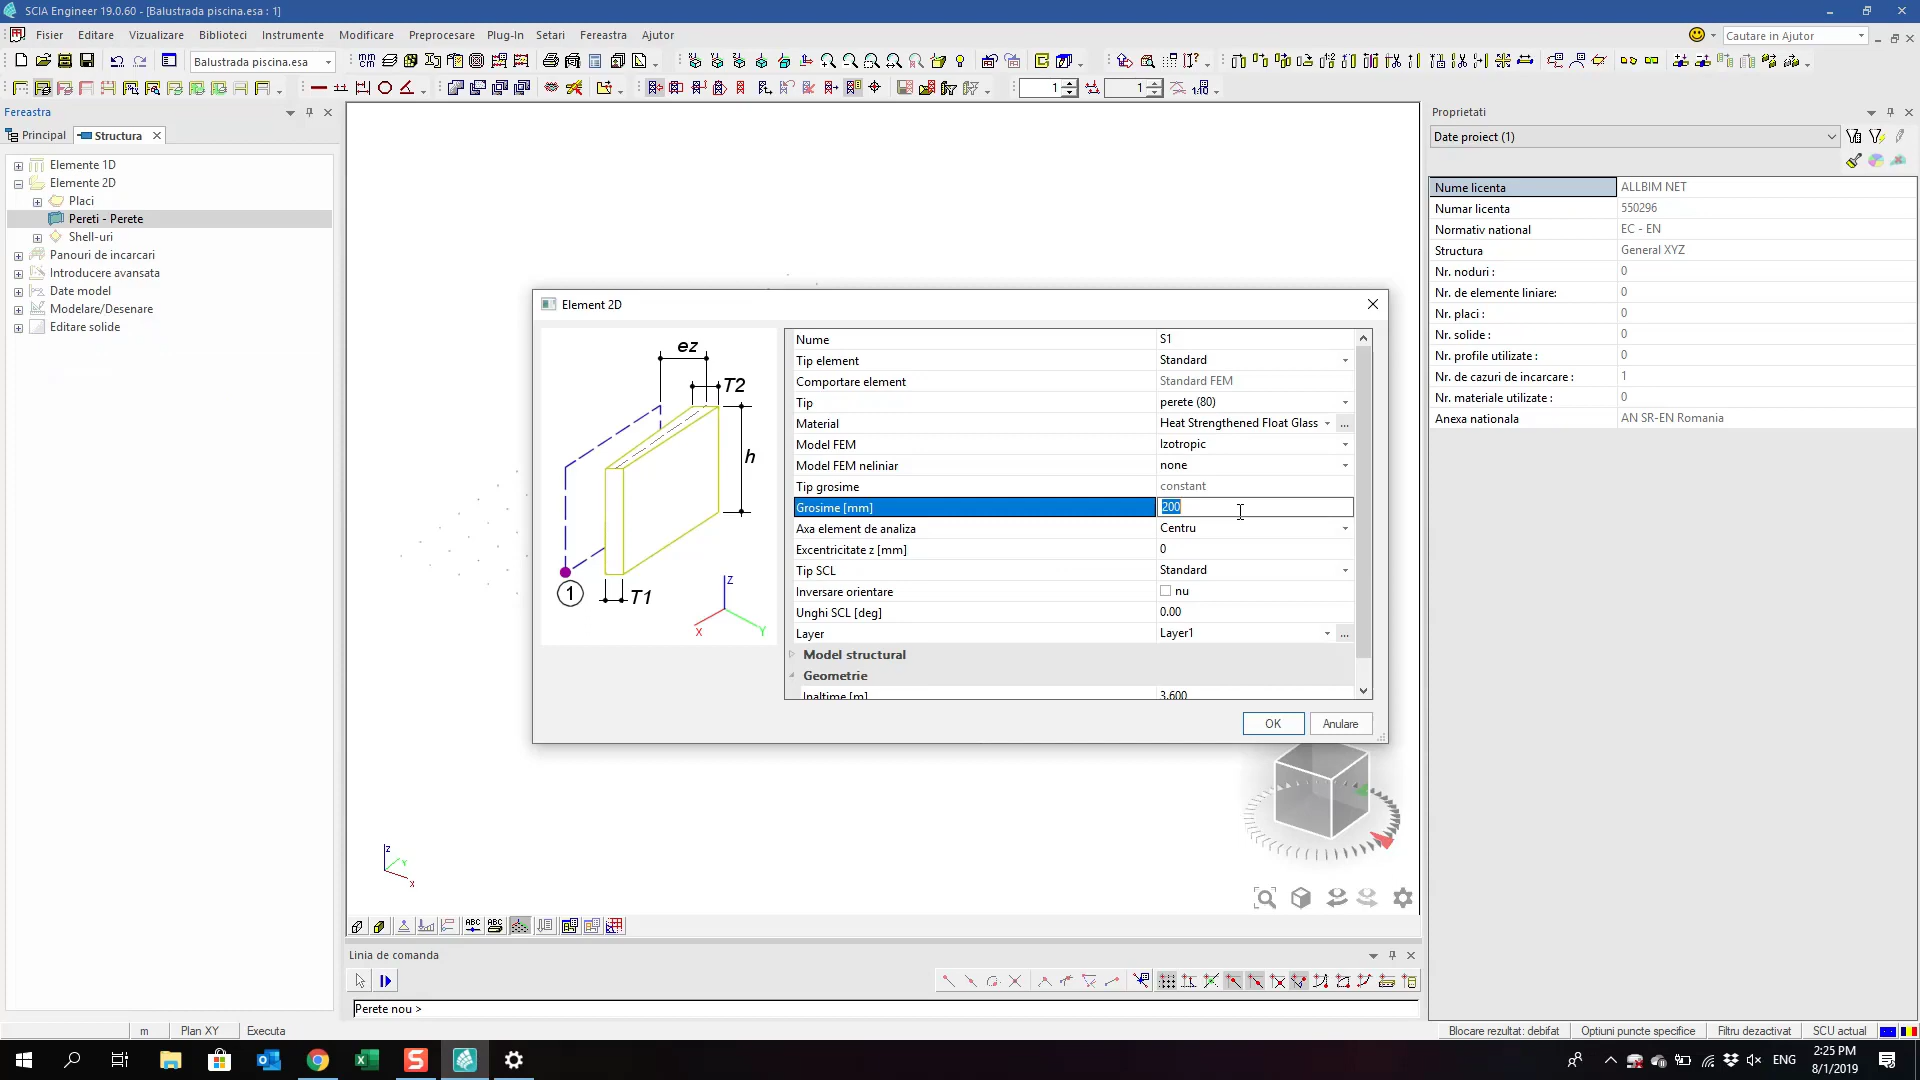 SCIA Engineer 19.0.60 - [Balustrada piscina.esa : 1]
Fisier Editare Vizualizare Biblioteci Instrumente Modificare Preprocesare Plug-In Setari Fereastra Ajutor
Cautare in Ajutor
Balustrada piscina.esa
1
1
Fereastra
Principal Structura
Elemente 1D
Elemente 2D
Placi
Pereti - Perete
Shell-uri
Panouri de incarcari
Introducere avansata
Date model
Modelare/Desenare
Editare solide
Element 2D
ez
T2
h
1
T1
Z
X
Y
Nume S1
Tip element Standard
Comportare element Standard FEM
Tip perete (80)
Material Heat Strengthened Float Glass ...
Model FEM Izotropic
Model FEM neliniar none
Tip grosime constant
Grosime [mm] 200
Axa element de analiza Centru
Excentricitate z [mm] 0
Tip SCL Standard
Inversare orientare nu
Unghi SCL [deg] 0.00
Layer Layer1 ...
Model structural
Geometrie
Inaltime [m] 3.600
OK Anulare
z
Y
x
ABC ABC
Linia de comanda
Perete nou >
Proprietati
Date proiect (1)
Nume licenta ALLBIM NET
Numar licenta 550296
Normativ national EC - EN
Structura General XYZ
Nr. noduri : 0
Nr. de elemente liniare: 0
Nr. placi : 0
Nr. solide : 0
Nr. profile utilizate : 0
Nr. de cazuri de incarcare : 1
Nr. materiale utilizate : 0
Anexa nationala AN SR-EN Romania
m Plan XY Executa
Blocare rezultat: debifat Optiuni puncte specifice Filtru dezactivat SCU actual
ENG
2:25 PM
8/1/2019